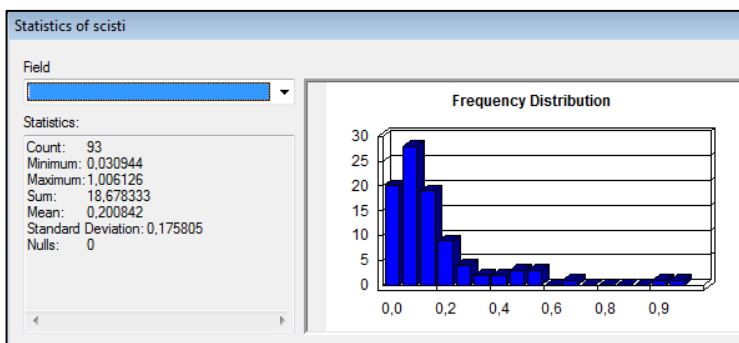 Statistics of scisti
Field
Statistics:
Count: 93
Minimum: 0,030944
Maximum: 1,006126
Sum: 18,678333
Mean: 0,200842
Standard Deviation: 0,175805
Nulls: 0
Frequency Distribution
30
25
20
15
10
5
0
0,0 0,2 0,4 0,6 0,8 0,9